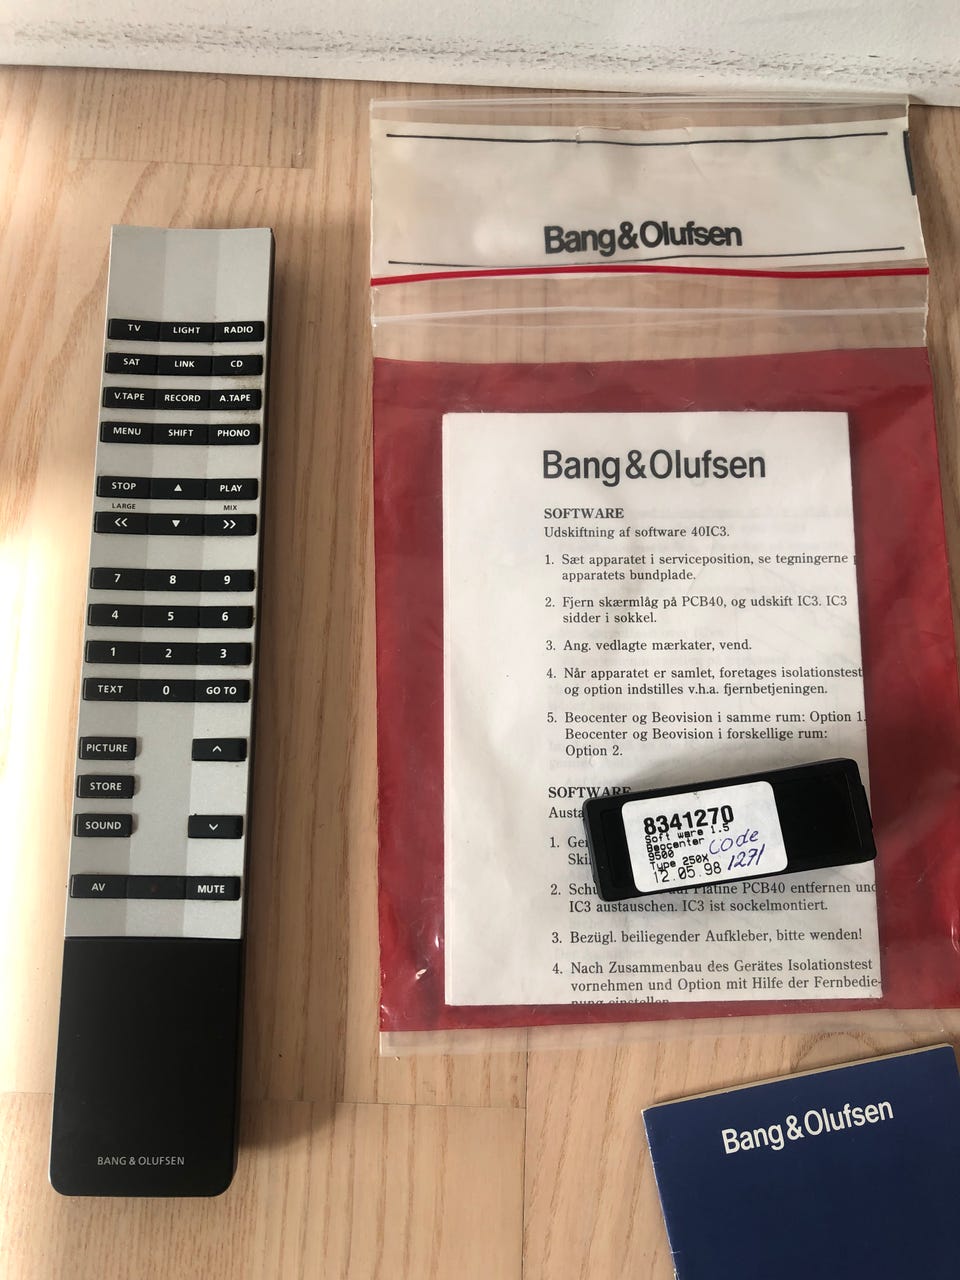 TV LIGHT RADIO
SAT LINK CD
V.TAPE RECORD A.TAPE
MENU SHIFT PHONO
STOP ▲ PLAY
LARGE MIX
<< ▼ >>
7 8 9
4 5 6
1 2 3
TEXT 0 GO TO
PICTURE
STORE
SOUND
AV MUTE
BANG & OLUFSEN
Bang&Olufsen
Bang&Olufsen
SOFTWARE
Udskiftning af software 40IC3.
1. Sæt apparatet i serviceposition, se tegningerne
apparatets bundplade.
2. Fjern skærmlåg på PCB40, og udskift IC3. IC3
sidder i sokkel.
3. Ang. vedlagte mærkater, vend.
4. Når apparatet er samlet, foretages isolationstest
og option indstilles v.h.a. fjernbetjeningen.
5. Beocenter og Beovision i samme rum: Option 1.
Beocenter og Beovision i forskellige rum:
Option 2.
SOFTWARE
Austa
1. Ge
Ski
2. Schu Platine PCB40 entfernen und
IC3 austauschen. IC3 ist sockelmontiert.
3. Bezügl. beiliegender Aufkleber, bitte wenden!
4. Nach Zusammenbau des Gerätes Isolationstest
vornehmen und Option mit Hilfe der Fernbedie-
nung einstellen
8341270
Soft ware 1.5
Beocenter
9500
Type 250X
12.05.98
Code
1271
Bang&Olufsen